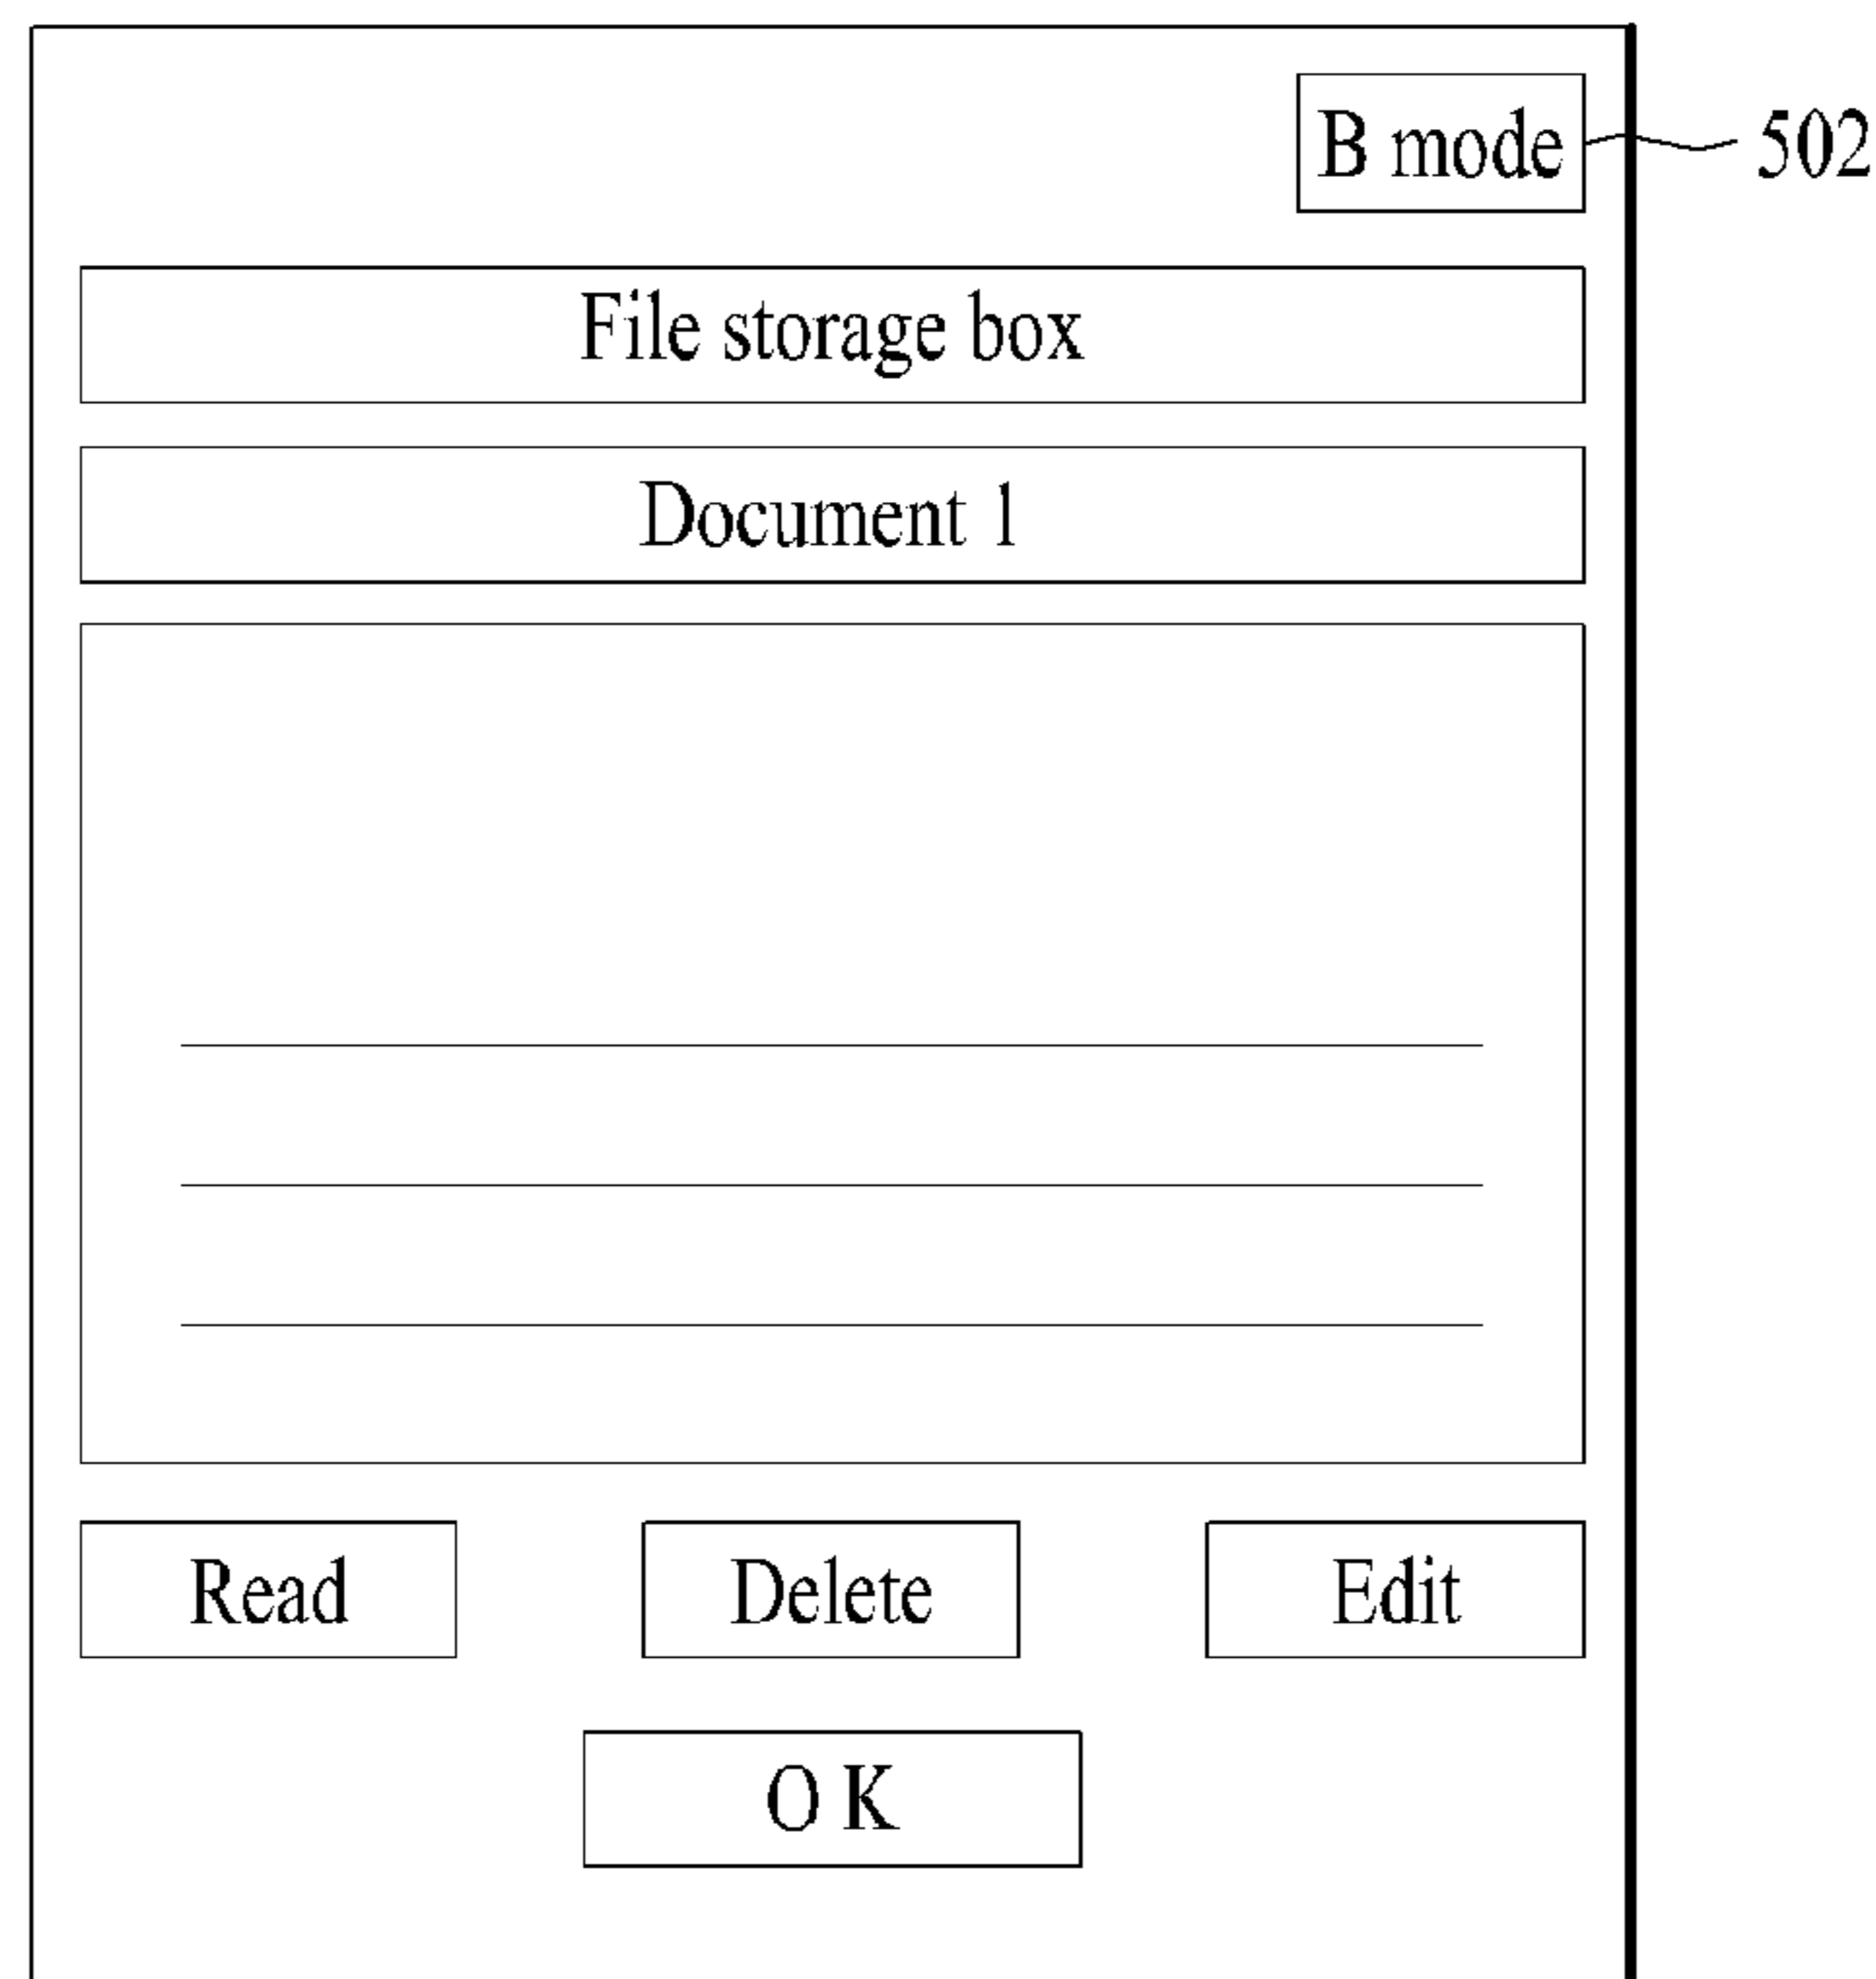 B mode 502
File storage box
Document 1
Read Delete Edit
O K